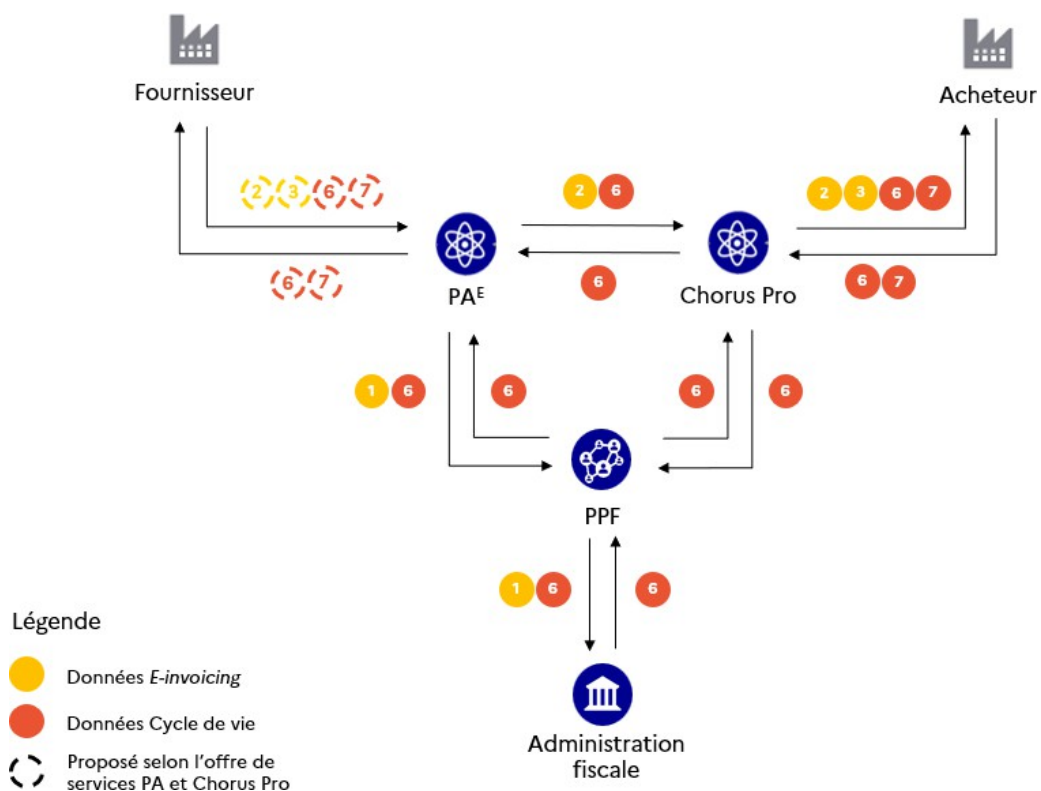 Fournisseur
Acheteur
2 3 6 7
2 6
2 3 6 7
6 7
6
6 7
PAᴱ
Chorus Pro
1 6
6
6
6
PPF
1 6
6
Légende
Données E-invoicing
Données Cycle de vie
Proposé selon l'offre de
services PA et Chorus Pro
Administration
fiscale